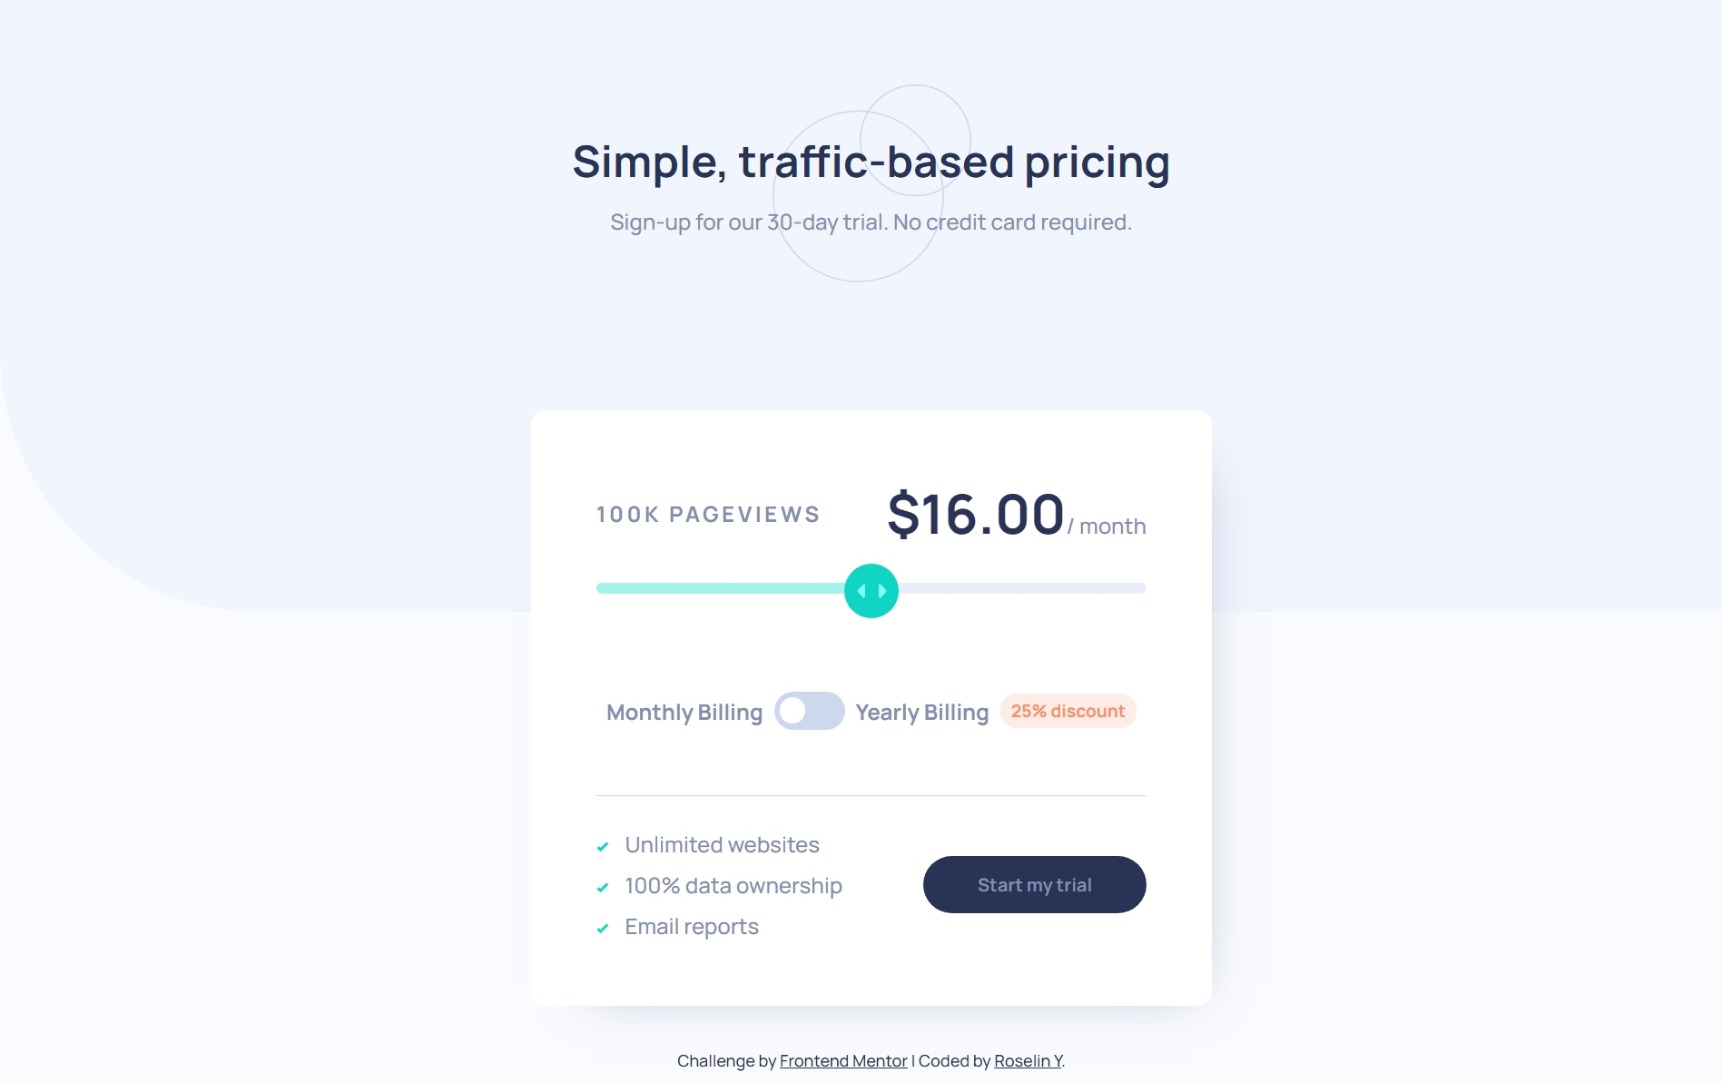 Simple, traffic-based pricing
Sign-up for our 30-day trial. No credit card required.
100K PAGEVIEWS
$16.00 / month
Monthly Billing
Yearly Billing
25% discount
Unlimited websites
100% data ownership
Email reports
Start my trial
Challenge by Frontend Mentor | Coded by Roselin Y.